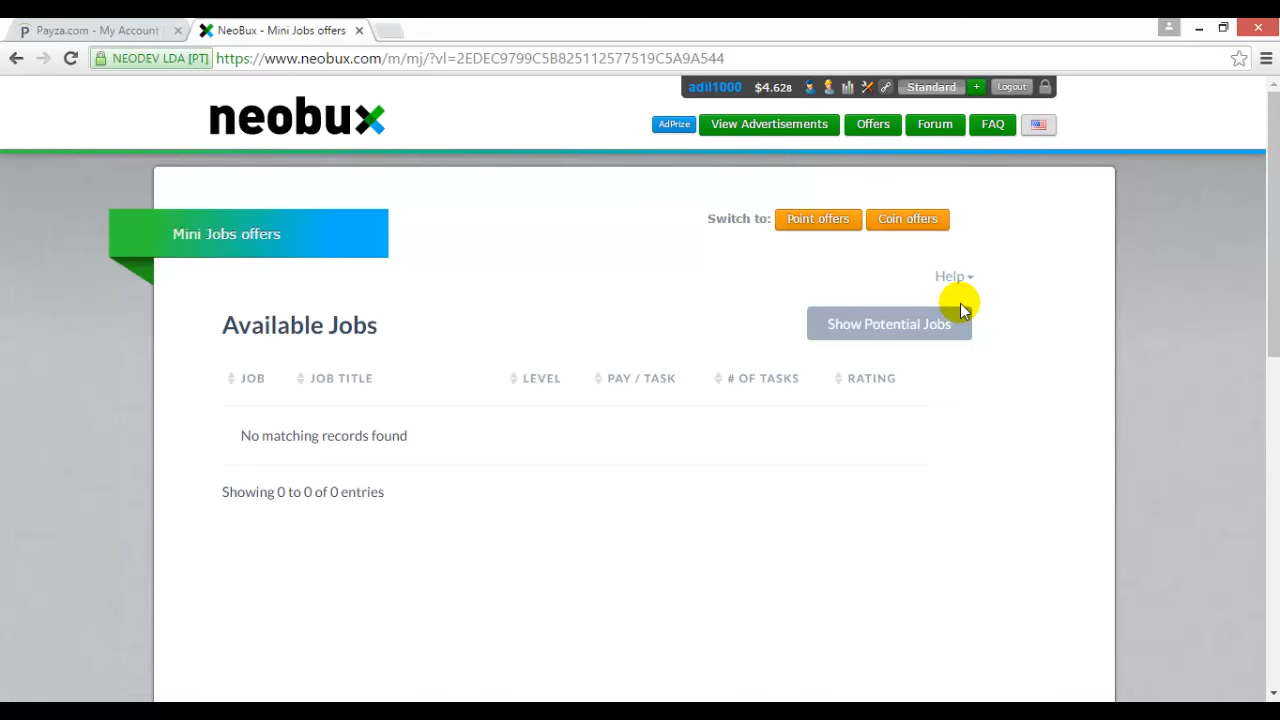 Payza.com - My Account
NeoBux - Mini Jobs offers
NEODEV LDA [PT] https://www.neobux.com/m/mj/?vl=2EDEC9799C5B8E5112577519C5A9A544
adil1000 $4.628 Standard + Logout
neobux
AdPrize View Advertisements Offers Forum FAQ
Mini Jobs offers
Switch to: Point offers Coin offers
Help
Available Jobs
Show Potential Jobs
JOB JOB TITLE LEVEL PAY / TASK # OF TASKS RATING
No matching records found
Showing 0 to 0 of 0 entries